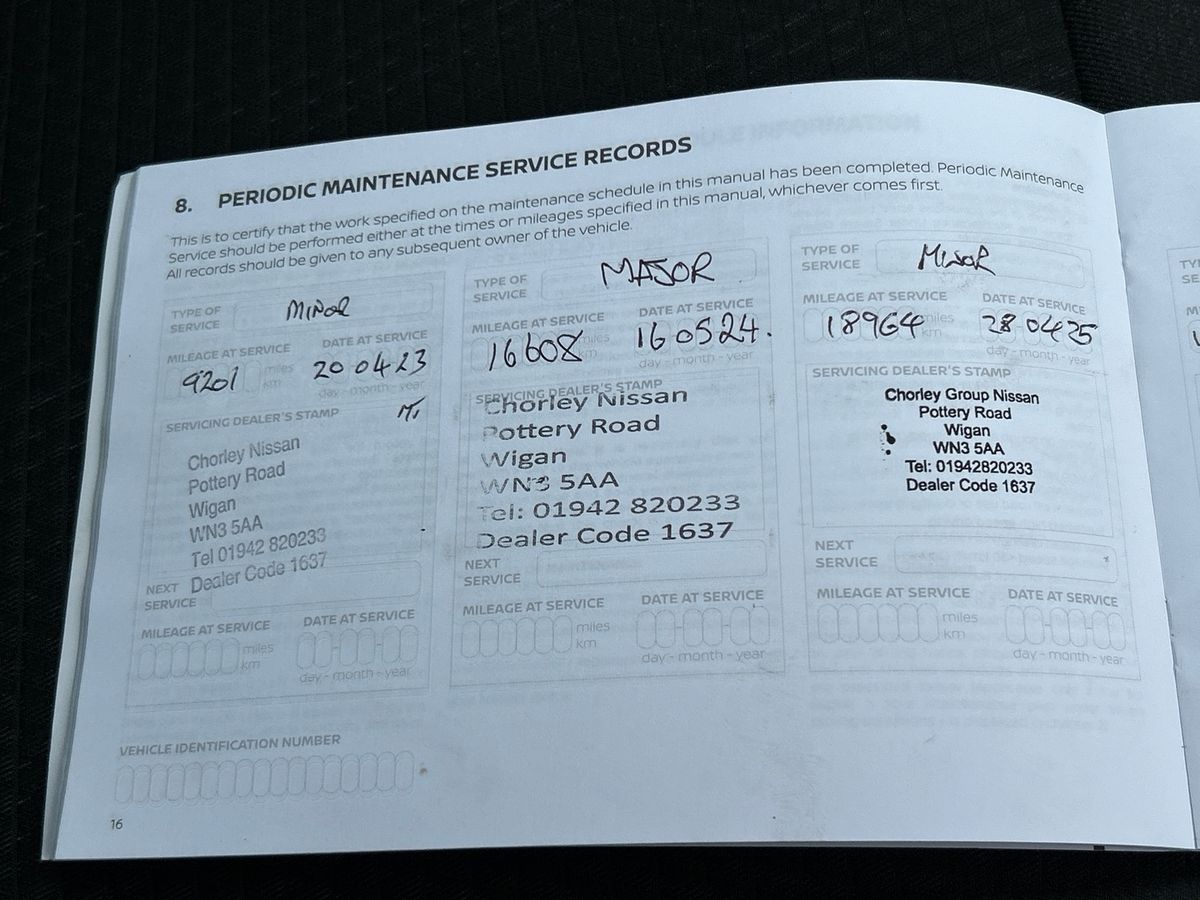 8. PERIODIC MAINTENANCE SERVICE RECORDS
This is to certify that the work specified on the maintenance schedule in this manual has been completed. Periodic Maintenance
Service should be performed either at the times or mileages specified in this manual, whichever comes first.
All records should be given to any subsequent owner of the vehicle.
TYPE OF
SERVICE
MINOR
MILEAGE AT SERVICE
DATE AT SERVICE
9201 miles
km
20 04 23
day - month - year
SERVICING DEALER'S STAMP
Chorley Nissan
Pottery Road
Wigan
WN3 5AA
Tel 01942 820233
Dealer Code 1637
NEXT
SERVICE
MILEAGE AT SERVICE
DATE AT SERVICE
miles
km
day - month - year
TYPE OF
SERVICE
MAJOR
MILEAGE AT SERVICE
DATE AT SERVICE
16608 miles
km
16 05 24.
day - month - year
SERVICING DEALER'S STAMP
Chorley Nissan
Pottery Road
Wigan
WN3 5AA
Tel: 01942 820233
Dealer Code 1637
NEXT
SERVICE
MILEAGE AT SERVICE
DATE AT SERVICE
miles
km
day - month - year
TYPE OF
SERVICE
MINOR
MILEAGE AT SERVICE
DATE AT SERVICE
18964 miles
km
28 04 25
day - month - year
SERVICING DEALER'S STAMP
Chorley Group Nissan
Pottery Road
Wigan
WN3 5AA
Tel: 01942820233
Dealer Code 1637
NEXT
SERVICE
MILEAGE AT SERVICE
DATE AT SERVICE
miles
km
day - month - year
VEHICLE IDENTIFICATION NUMBER
16